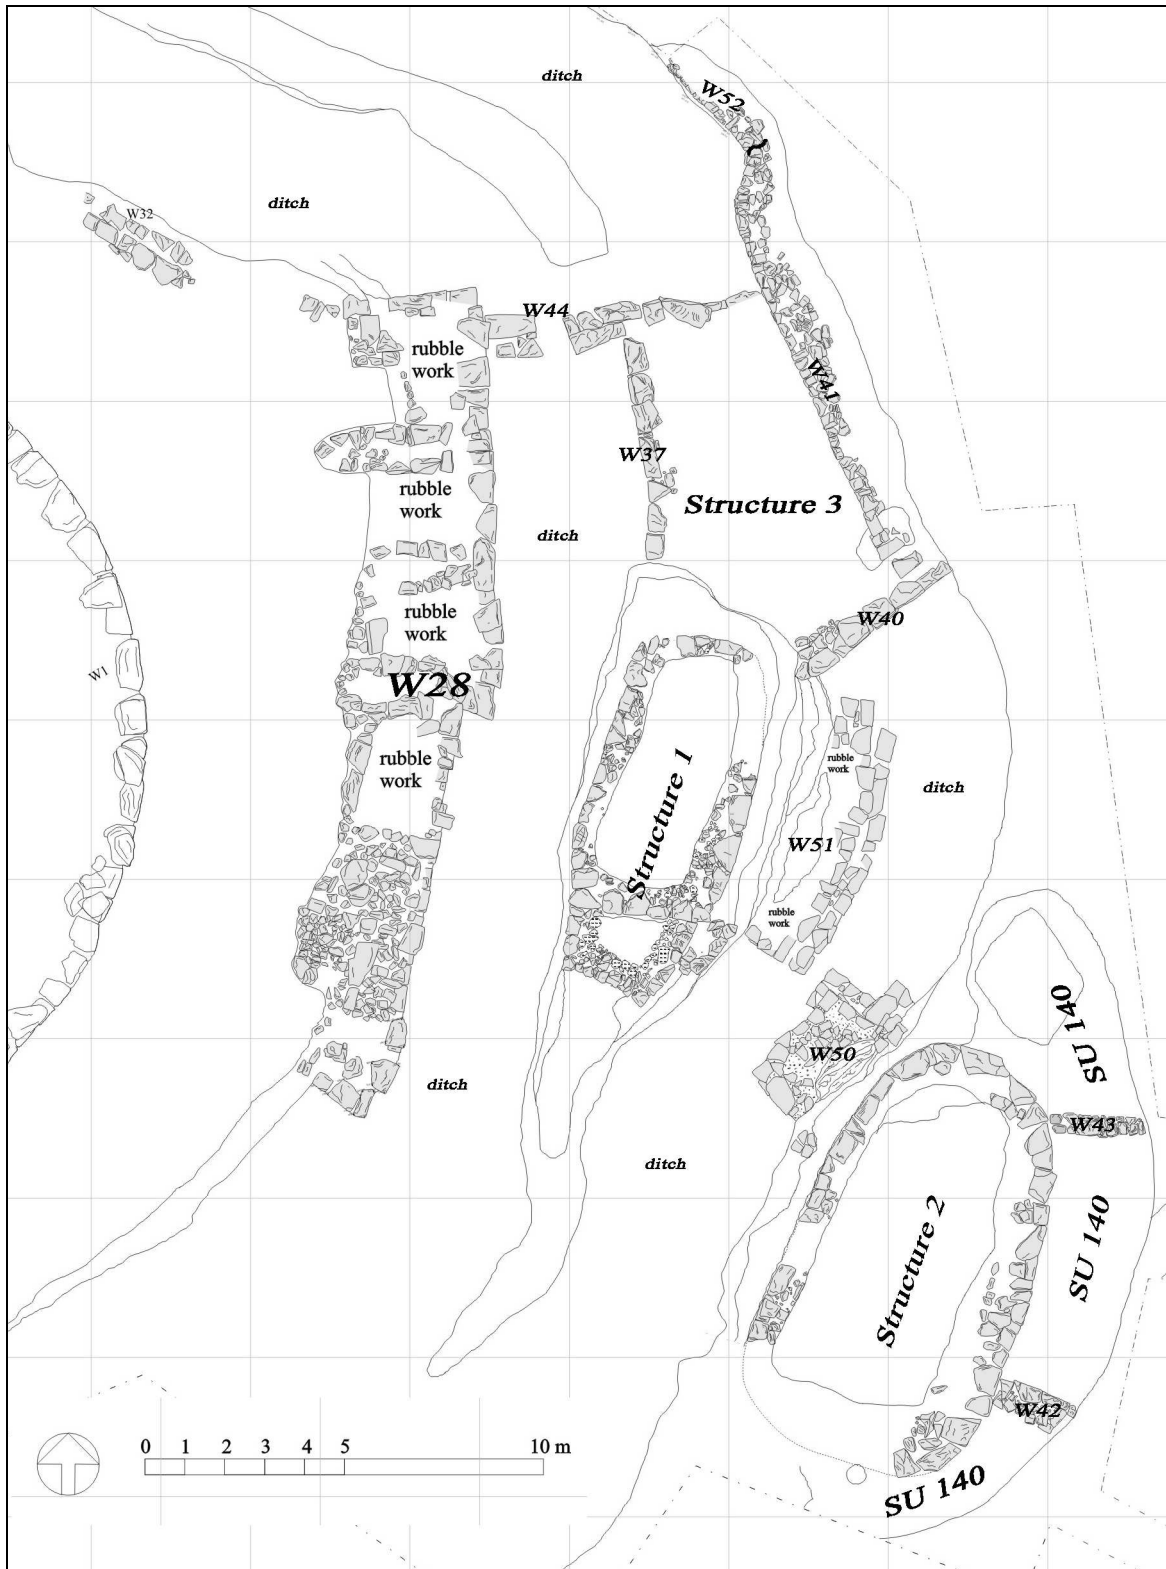 ditch
W52
ditch
W32
W44
rubble
work
W41
W37
rubble
work
Structure 3
ditch
rubble
work
W40
W1
W28
rubble
work
rubble
work
ditch
Structure 1
W51
rubble
work
SU 140
W50
ditch
W43
ditch
Structure 2
SU 140
W42
0 1 2 3 4 5 10 m
SU 140